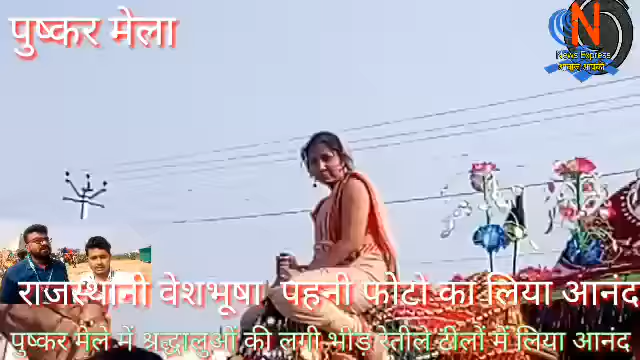 पुष्कर मेला
N
News Express
राजस्थानी वेशभूषा पहनी फोटो का लिया आनंद
पुष्कर मेले में श्रद्धालुओं की लगी भीड़ रेतीले टीलों में लिया आनंद